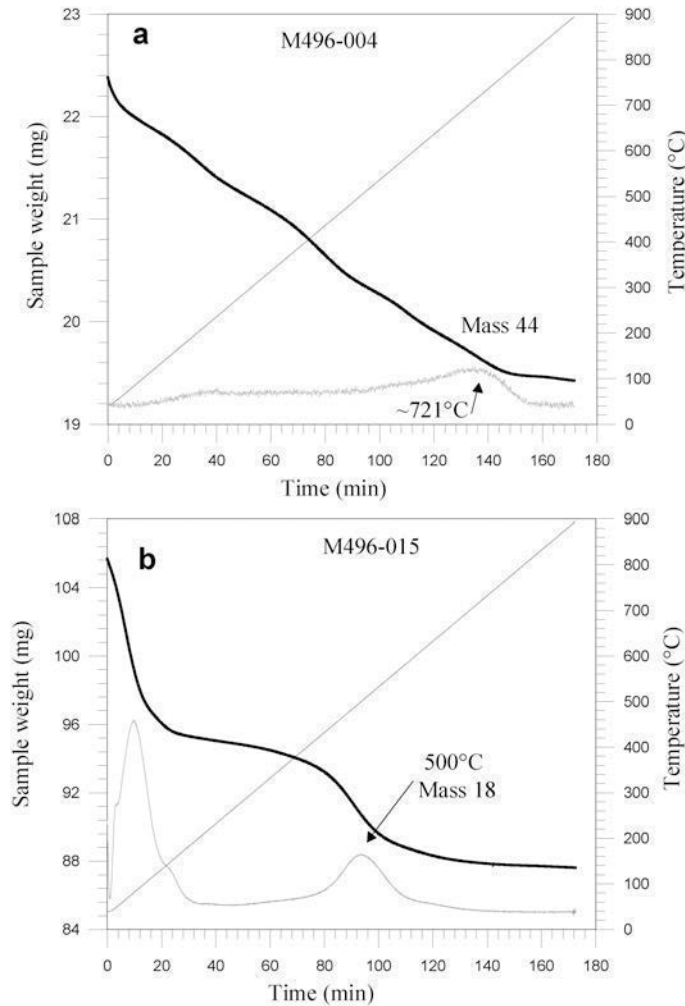 a
M496-004
23
22
21
20
19
Sample weight (mg)
900
800
700
600
500
400
300
200
100
0
Temperature (°C)
Mass 44
~721°C
0 20 40 60 80 100 120 140 160 180
Time (min)
b
M496-015
108
104
100
96
92
88
84
Sample weight (mg)
900
800
700
600
500
400
300
200
100
0
Temperature (°C)
500°C
Mass 18
0 20 40 60 80 100 120 140 160 180
Time (min)